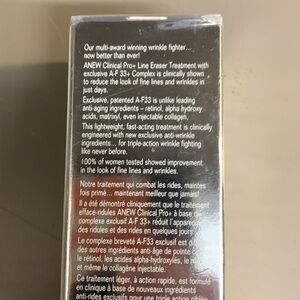 Our multi-award winning wrinkle fighter...
now better than ever!
ANEW Clinical Pro+ Line Eraser Treatment with
exclusive A-F 33+ Complex is clinically shown
to reduce the look of fine lines and wrinkles in
just days.
Exclusive, patented A-F33 is unlike leading
anti-aging ingredients – retinol, alpha hydroxy
acids, matrixyl, even injectable collagen.
This lightweight, fast-acting treatment is clinically
engineered with new exclusive anti-wrinkle
ingredients... for triple-action wrinkle fighting
like never before.
100% of women tested showed improvement
in the look of fine lines and wrinkles.
Notre traitement qui combat les rides, maintes
fois primé... maintenant meilleur que jamais!
Il a été démontré cliniquement que le traitement
efface-ridules ANEW Clinical Pro+ à base de
complexe exclusif A-F 33+ réduit l'apparence
des ridules et des rides en quelques jours
Le complexe breveté A-F33 exclusif est d
des autres ingrédients anti-âge de pointe c
le rétinol, les acides alpha-hydroxylés, le m
et même le collagène injectable.
Ce traitement léger, à action rapide, est formulé
en clinique à base de nouveaux ingrédients
anti-rides exclusifs pour une triple action ciblée